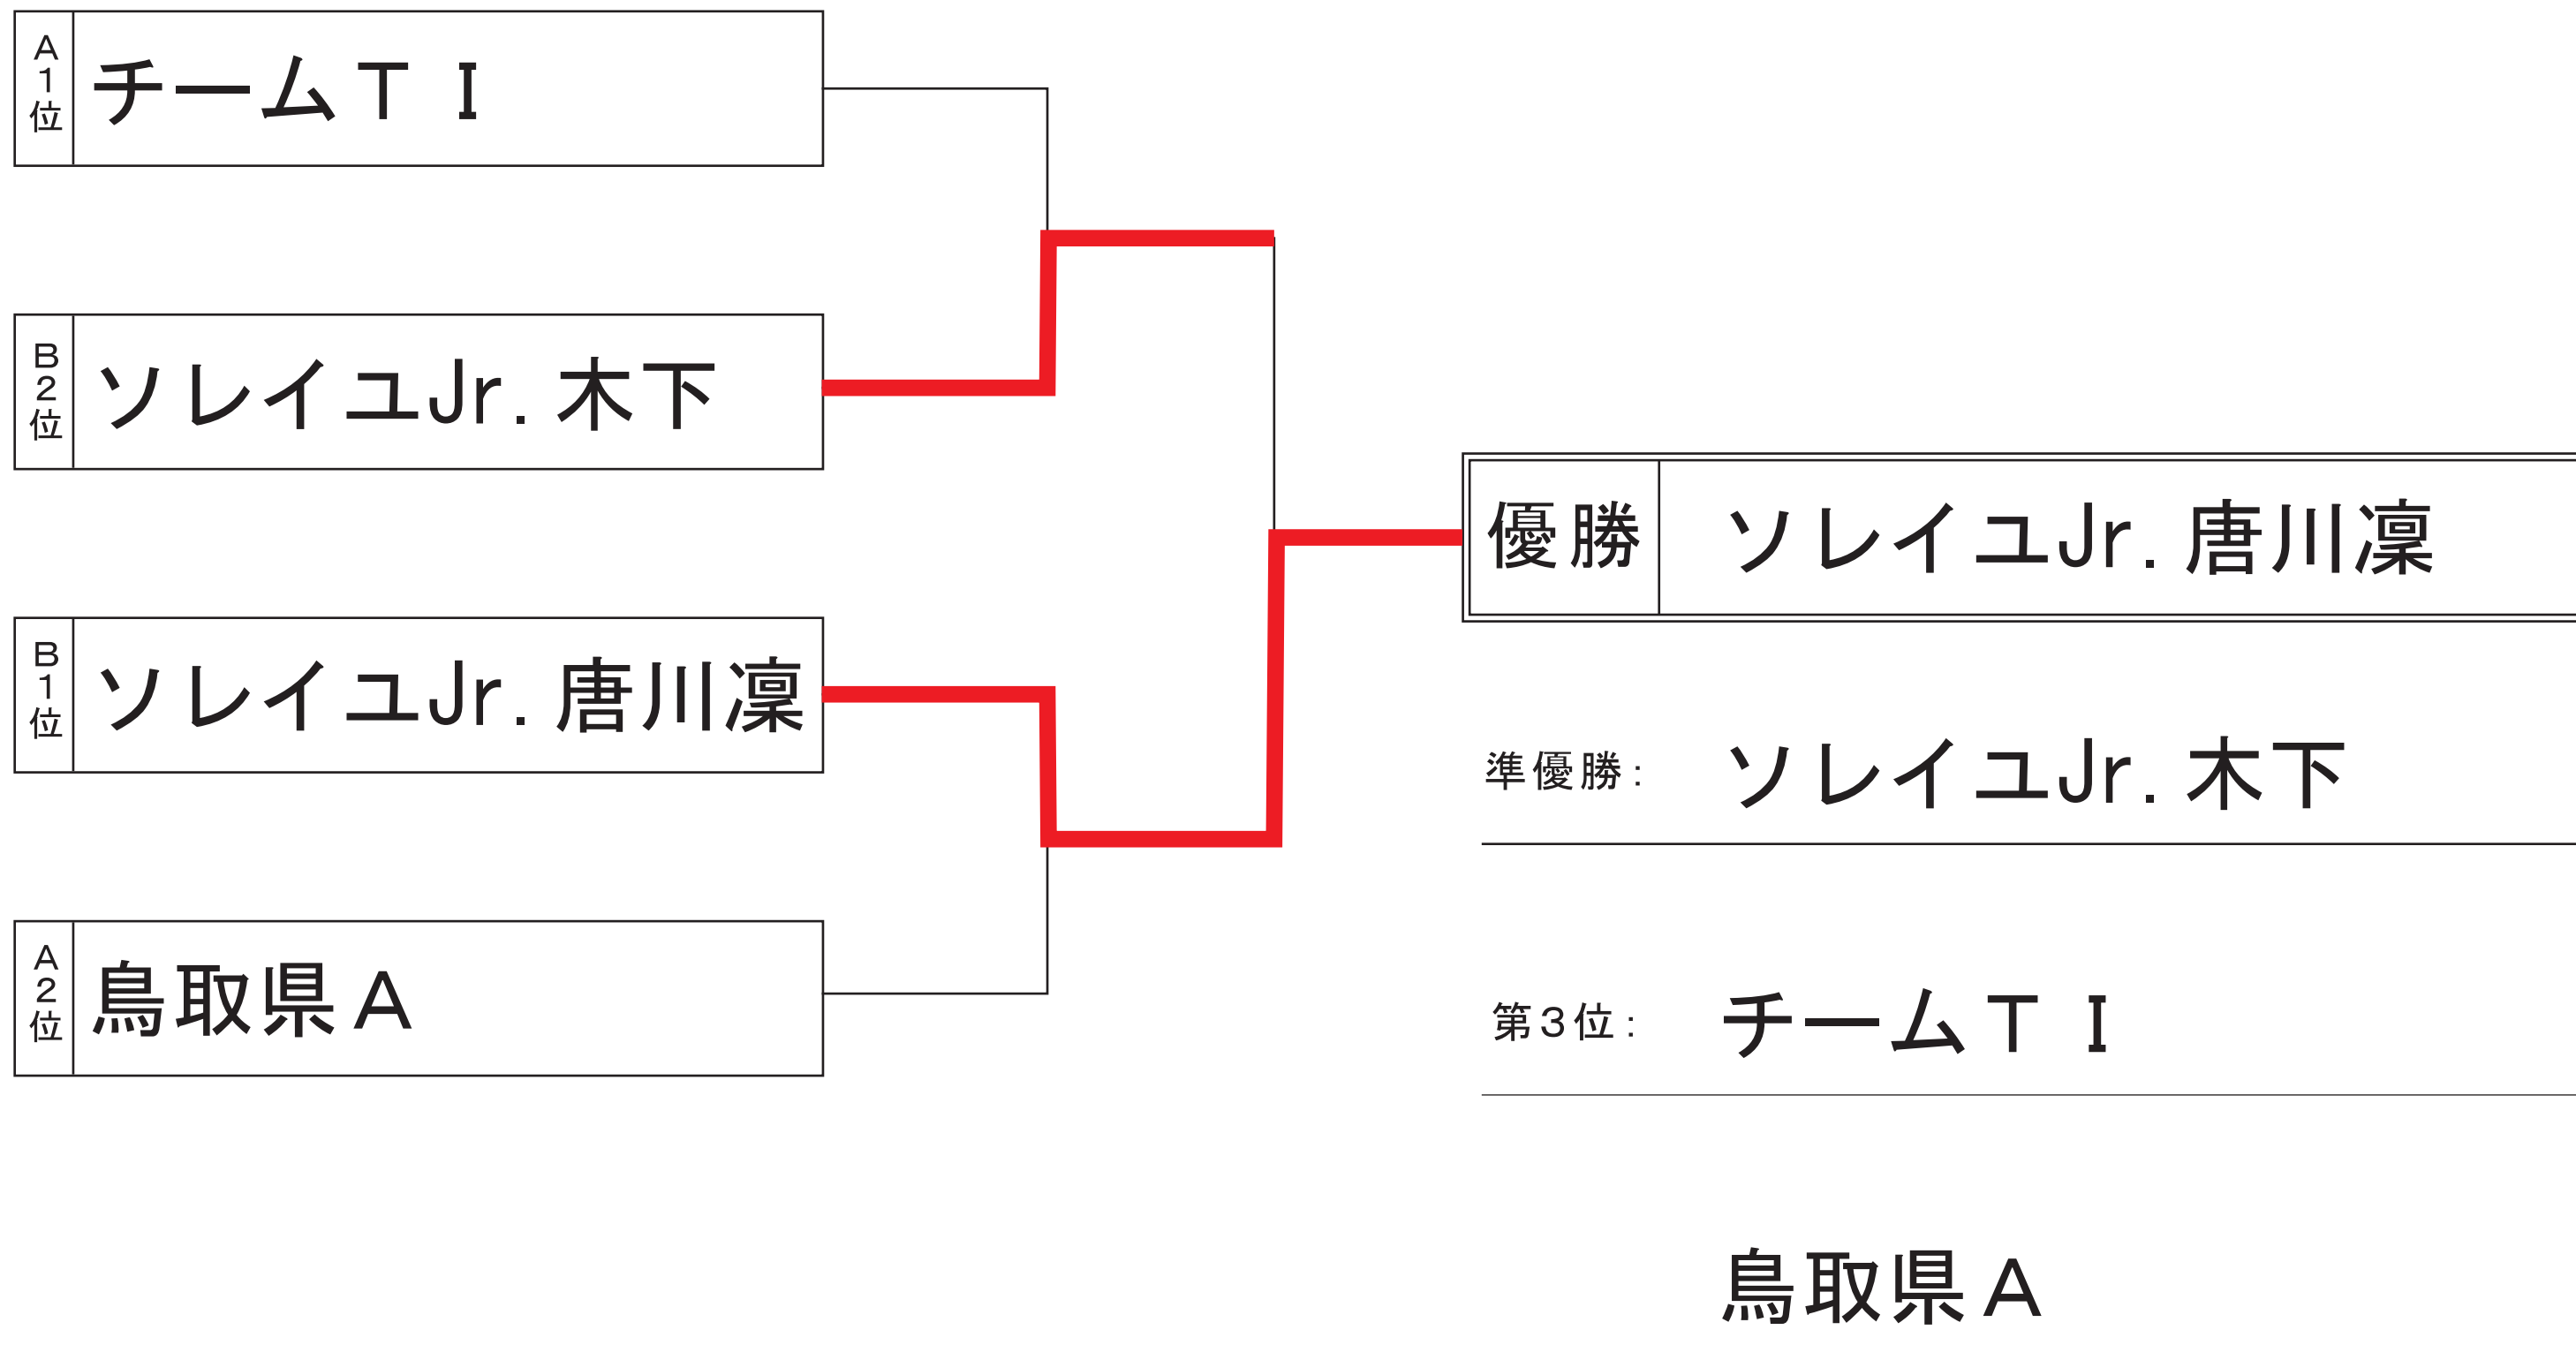 A1位 チームＴＩ
B2位 ソレイユJr.木下
B1位 ソレイユJr.唐川凜
A2位 鳥取県Ａ
優勝 ソレイユJr.唐川凜
準優勝： ソレイユJr.木下
第３位： チームＴＩ
鳥取県Ａ